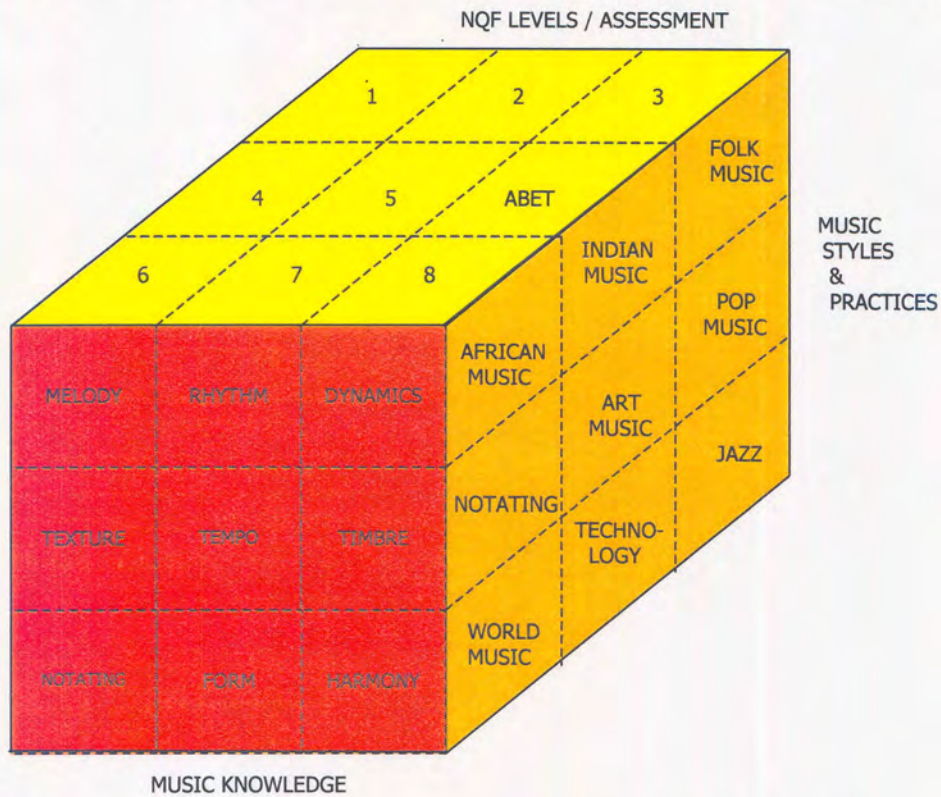 NQF LEVELS / ASSESSMENT
1 2 3
4 5 ABET
6 7 8
FOLK
MUSIC
INDIAN
MUSIC
AFRICAN
MUSIC
POP
MUSIC
ART
MUSIC
NOTATING
JAZZ
TECHNO-
LOGY
WORLD
MUSIC
MUSIC
STYLES
&
PRACTICES
MELODY RHYTHM DYNAMICS
TEXTURE TEMPO TIMBRE
NOTATING FORM HARMONY
MUSIC KNOWLEDGE